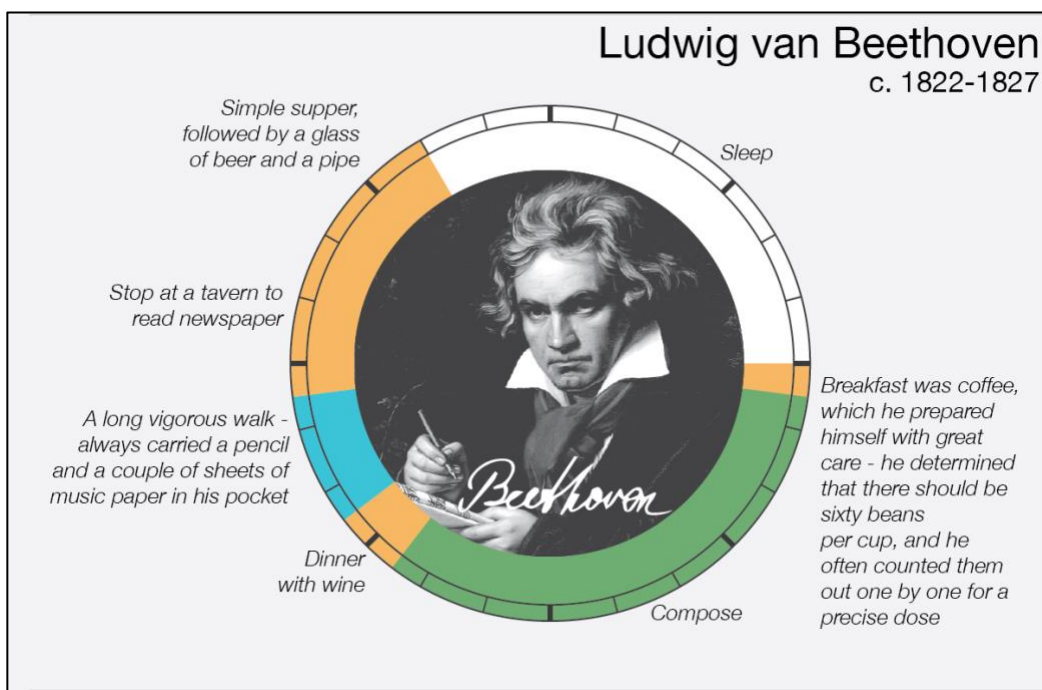 Ludwig van Beethoven
c. 1822-1827
Simple supper,
followed by a glass
of beer and a pipe
Sleep
Stop at a tavern to
read newspaper
A long vigorous walk -
always carried a pencil
and a couple of sheets of
music paper in his pocket
Breakfast was coffee,
which he prepared
himself with great
care - he determined
that there should be
sixty beans
per cup, and he
often counted them
out one by one for a
precise dose
Beethoven
Dinner
with wine
Compose